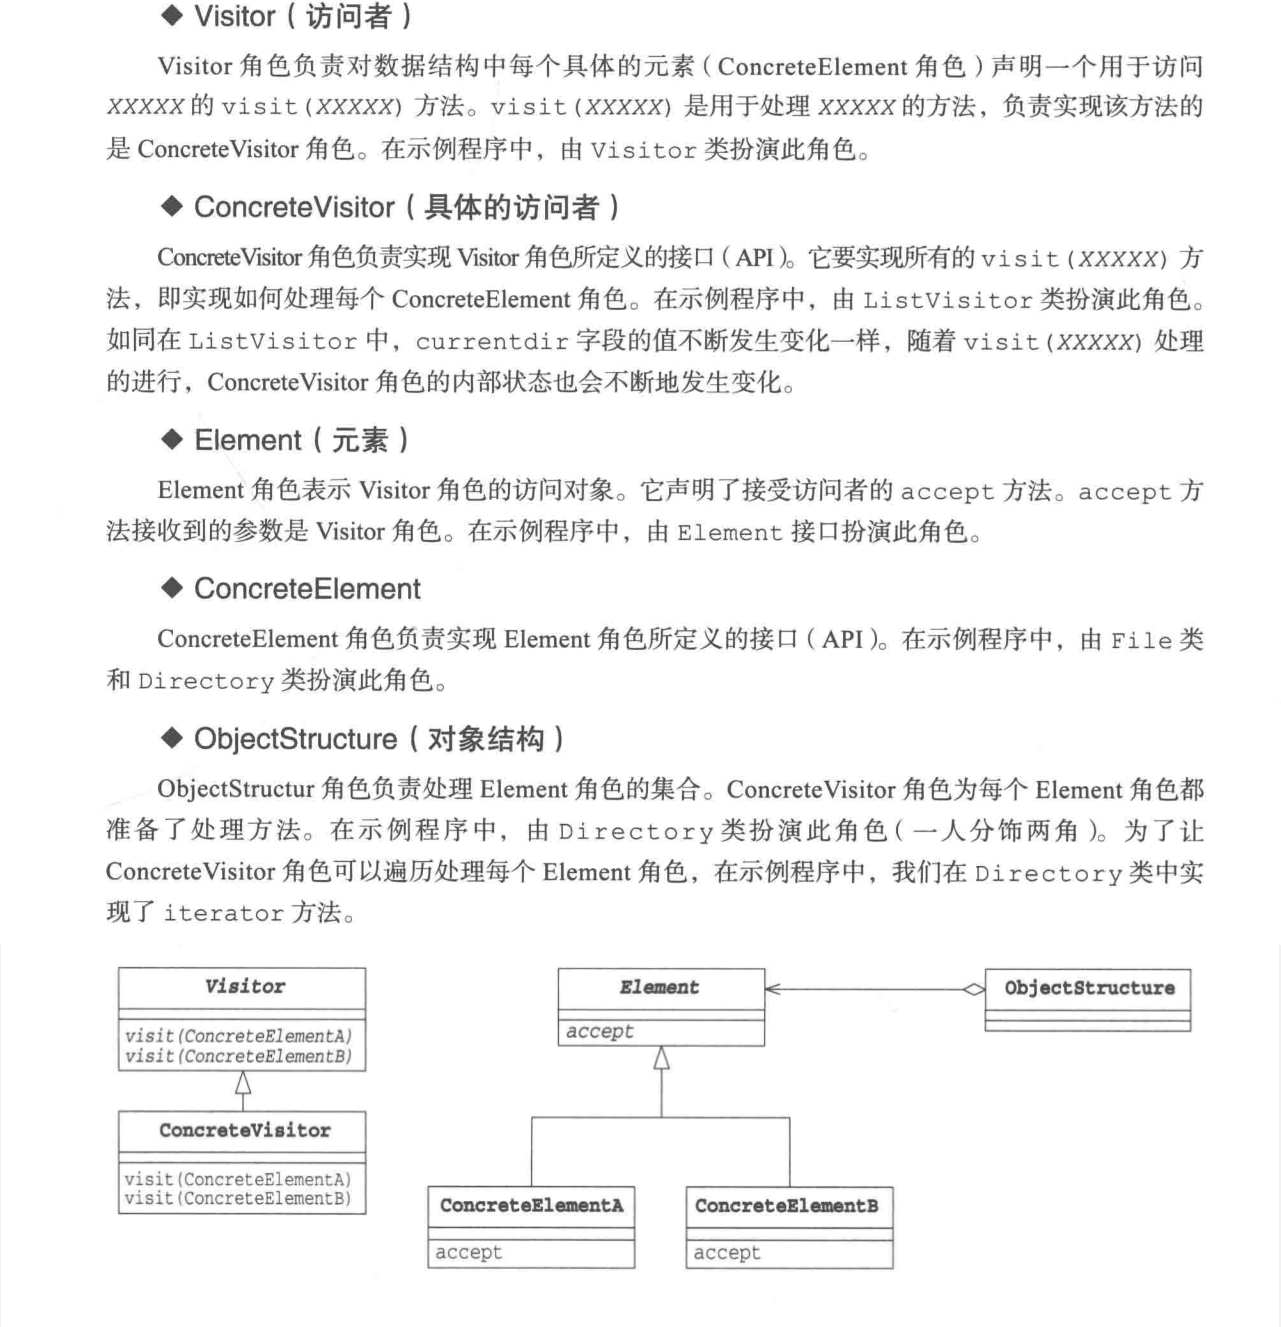 ◆ Visitor（访问者）
Visitor 角色负责对数据结构中每个具体的元素（ConcreteElement 角色）声明一个用于访问
XXXXX 的 visit(XXXXX) 方法。visit(XXXXX) 是用于处理 XXXXX 的方法，负责实现该方法的
是 ConcreteVisitor 角色。在示例程序中，由 Visitor 类扮演此角色。
◆ ConcreteVisitor（具体的访问者）
ConcreteVisitor 角色负责实现 Visitor 角色所定义的接口（API）。它要实现所有的 visit(XXXXX) 方
法，即实现如何处理每个 ConcreteElement 角色。在示例程序中，由 ListVisitor 类扮演此角色。
如同在 ListVisitor 中，currentdir 字段的值不断发生变化一样，随着 visit(XXXXX) 处理
的进行，ConcreteVisitor 角色的内部状态也会不断地发生变化。
◆ Element（元素）
Element 角色表示 Visitor 角色的访问对象。它声明了接受访问者的 accept 方法。accept 方
法接收到的参数是 Visitor 角色。在示例程序中，由 Element 接口扮演此角色。
◆ ConcreteElement
ConcreteElement 角色负责实现 Element 角色所定义的接口（API）。在示例程序中，由 File 类
和 Directory 类扮演此角色。
◆ ObjectStructure（对象结构）
ObjectStructur 角色负责处理 Element 角色的集合。ConcreteVisitor 角色为每个 Element 角色都
准备了处理方法。在示例程序中，由 Directory 类扮演此角色（一人分饰两角）。为了让
ConcreteVisitor 角色可以遍历处理每个 Element 角色，在示例程序中，我们在 Directory 类中实
现了 iterator 方法。
Visitor
visit(ConcreteElementA)
visit(ConcreteElementB)
ConcreteVisitor
visit(ConcreteElementA)
visit(ConcreteElementB)
Element
accept
ObjectStructure
ConcreteElementA
accept
ConcreteElementB
accept